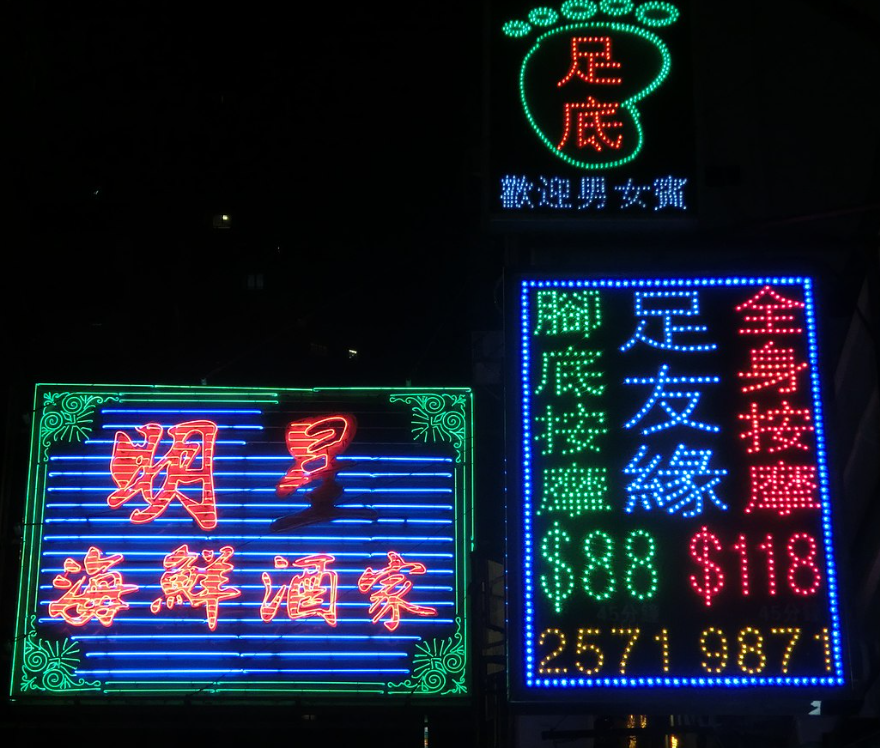 足
底
歡迎男女賓
足友緣
腳底按摩
全身按摩
$88
$118
2571 9871
明星
海鮮酒家